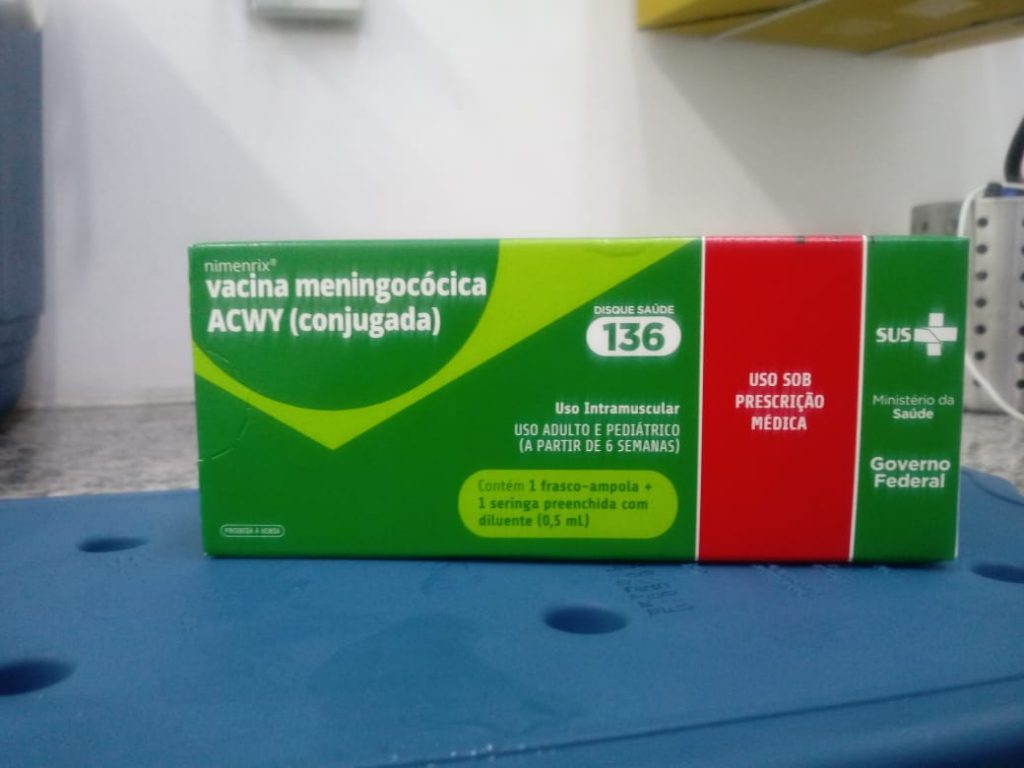 nimenrix®
vacina meningocócica
ACWY (conjugada)
DISQUE SAÚDE
136
Uso Intramuscular
USO ADULTO E PEDIÁTRICO
(A PARTIR DE 6 SEMANAS)
Contém 1 frasco-ampola +
1 seringa preenchida com
diluente (0,5 mL)
PROIBIDA A VENDA
USO SOB
PRESCRIÇÃO
MÉDICA
SUS
Ministério da
Saúde
Governo
Federal